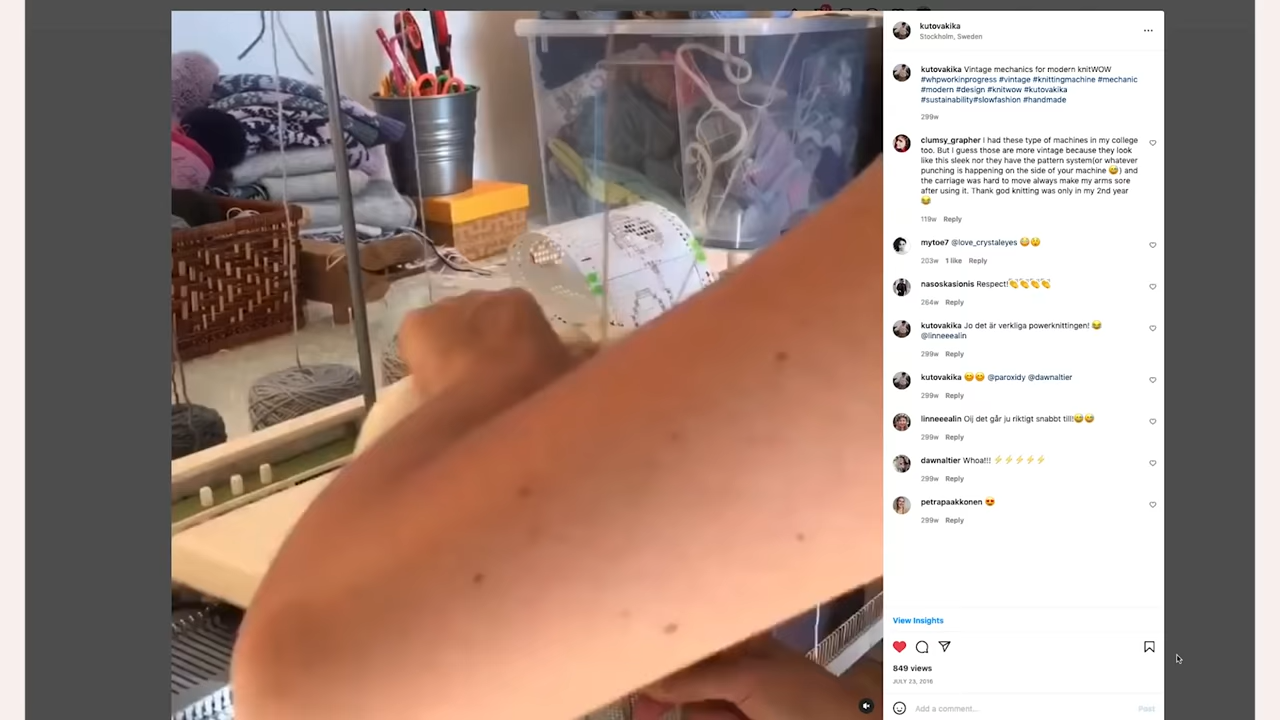 kutovakika
Stockholm, Sweden
kutovakika Vintage mechanics for modern knitWOW
#whpworkinprogress #vintage #knittingmachine #mechanic
#modern #design #knitwow #kutovakika
#sustainability#slowfashion #handmade
299w
clumsy_grapher I had these type of machines in my college
too. But I guess those are more vintage because they look
like this sleek nor they have the pattern system(or whatever
punching is happening on the side of your machine 😅) and
the carriage was hard to move always make my arms sore
after using it. Thank god knitting was only in my 2nd year
😂
119w Reply
mytoe7 @love_crystaleyes 😳😲
203w 1 like Reply
nasoskasionis Respect!👏👏👏👏
264w Reply
kutovakika Jo det är verkliga powerknittingen! 😂
@linneeealin
299w Reply
kutovakika 😊😊 @paroxidy @dawnaltier
299w Reply
linneeealin Oij det går ju riktigt snabbt till!😅😅
299w Reply
dawnaltier Whoa!!! ⚡⚡⚡⚡⚡
299w Reply
petrapaakkonen 😍
299w Reply
View Insights
849 views
JULY 23, 2016
Add a comment... Post